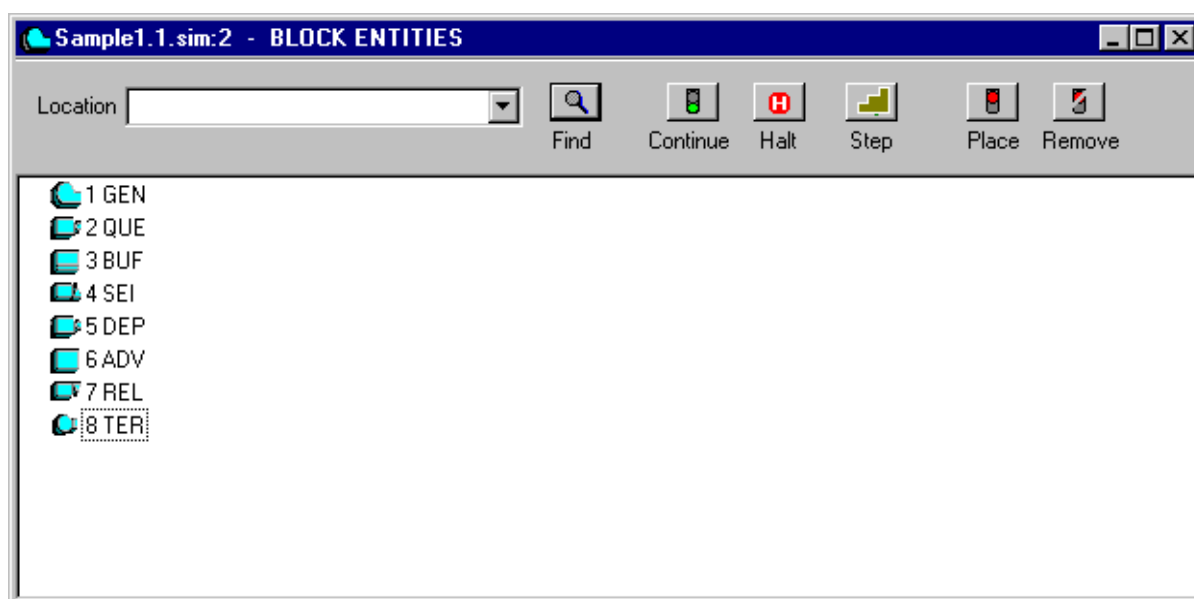 Sample1.1.sim:2 - BLOCK ENTITIES
Location
Find Continue Halt Step Place Remove
1 GEN
2 QUE
3 BUF
4 SEI
5 DEP
6 ADV
7 REL
8 TER